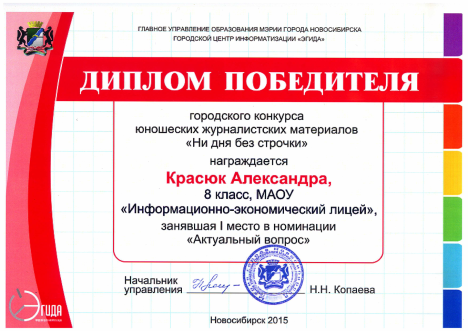 ГЛАВНОЕ УПРАВЛЕНИЕ ОБРАЗОВАНИЯ МЭРИИ ГОРОДА НОВОСИБИРСКА
ГОРОДСКОЙ ЦЕНТР ИНФОРМАТИЗАЦИИ «ЭГИДА»
ДИПЛОМ ПОБЕДИТЕЛЯ
городского конкурса
юношеских журналистских материалов
«Ни дня без строчки»
награждается
Красюк Александра,
8 класс, МАОУ
«Информационно-экономический лицей»,
занявшая I место в номинации
«Актуальный вопрос»
Начальник
управления
Н.Н. Копаева
ЭГИДА
Новосибирск 2015